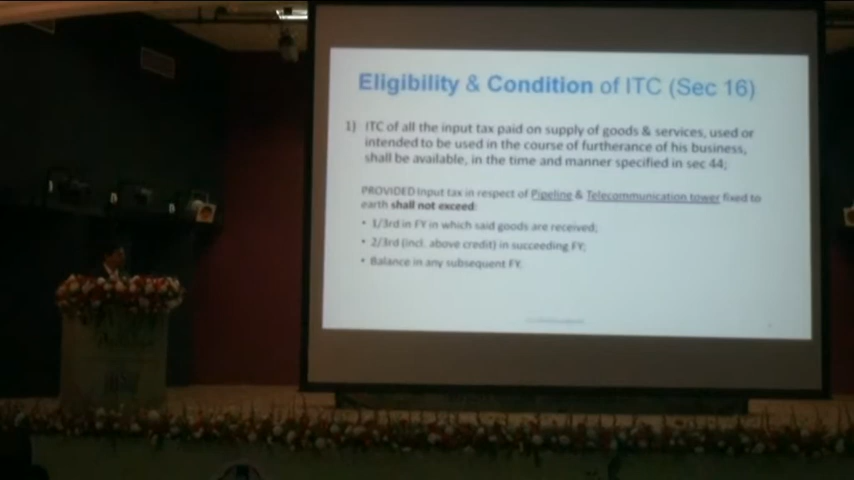 Eligibility & Condition of ITC (Sec 16)
1) ITC of all the input tax paid on supply of goods & services, used or
intended to be used in the course of furtherance of his business,
shall be available, in the time and manner specified in sec 44;
PROVIDED Input tax in respect of Pipeline & Telecommunication tower fixed to
earth shall not exceed:
• 1/3rd in FY in which said goods are received;
• 2/3rd (incl. above credit) in succeeding FY;
• Balance in any subsequent FY.